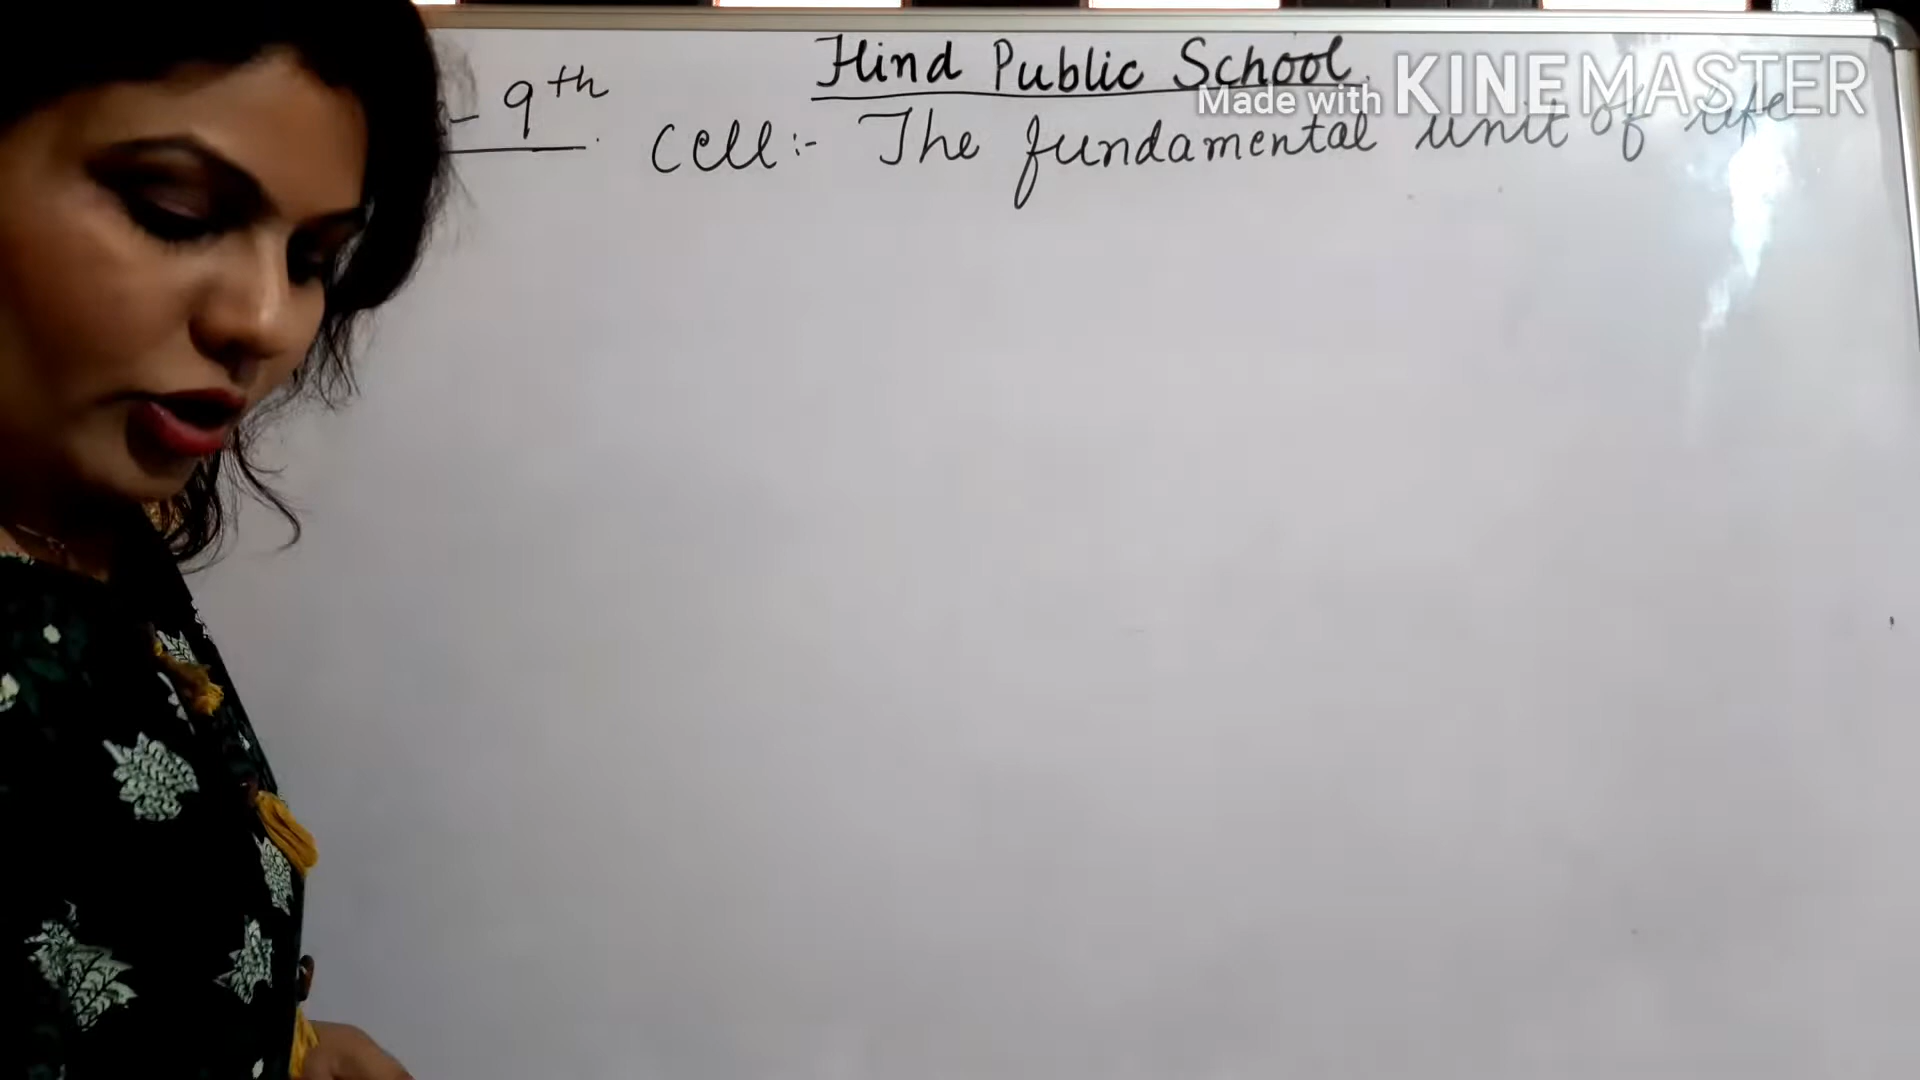 Hind Public School
- 9th
Cell:- The fundamental unit of life
Made with KINEMASTER